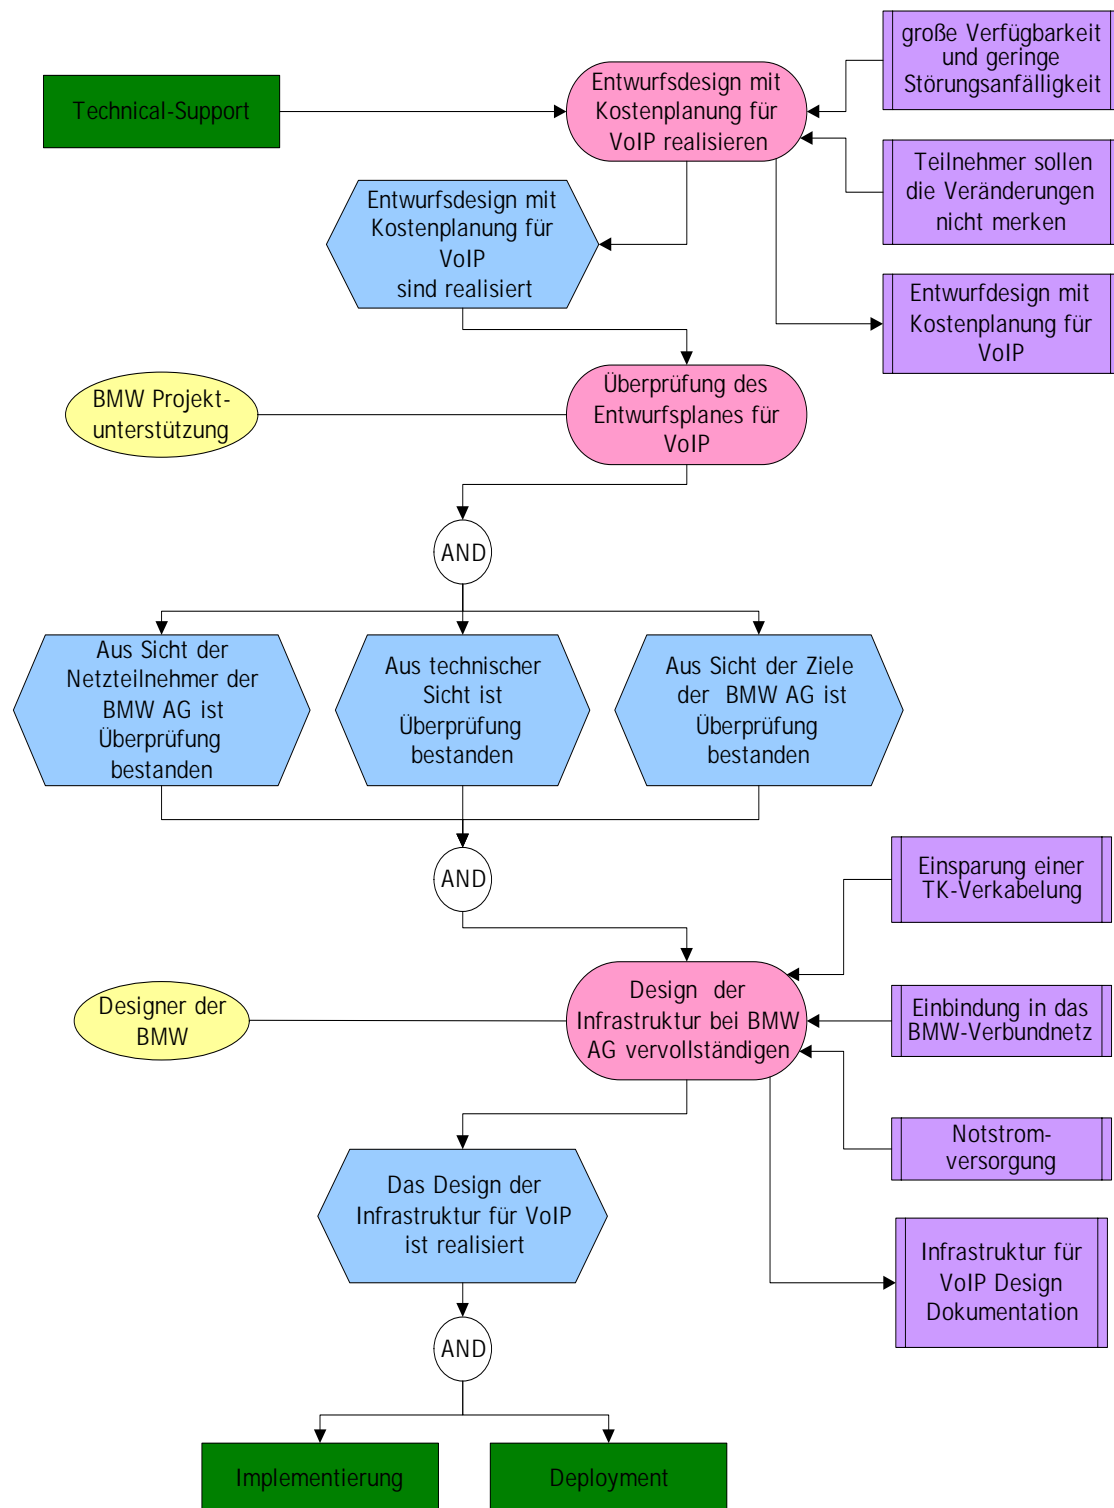 große Verfügbarkeit
und geringe
Störungsanfälligkeit
Technical-Support
Entwurfsdesign mit
Kostenplanung für
VoIP realisieren
Teilnehmer sollen
die Veränderungen
nicht merken
Entwurfsdesign mit
Kostenplanung für
VoIP
sind realisiert
Entwurfdesign mit
Kostenplanung für
VoIP
BMW Projekt-
unterstützung
Überprüfung des
Entwurfsplanes für
VoIP
AND
Aus Sicht der
Netzteilnehmer der
BMW AG ist
Überprüfung
bestanden
Aus technischer
Sicht ist
Überprüfung
bestanden
Aus Sicht der Ziele
der BMW AG ist
Überprüfung
bestanden
AND
Einsparung einer
TK-Verkabelung
Designer der
BMW
Design der
Infrastruktur bei BMW
AG vervollständigen
Einbindung in das
BMW-Verbundnetz
Notstrom-
versorgung
Das Design der
Infrastruktur für VoIP
ist realisiert
Infrastruktur für
VoIP Design
Dokumentation
AND
Implementierung
Deployment